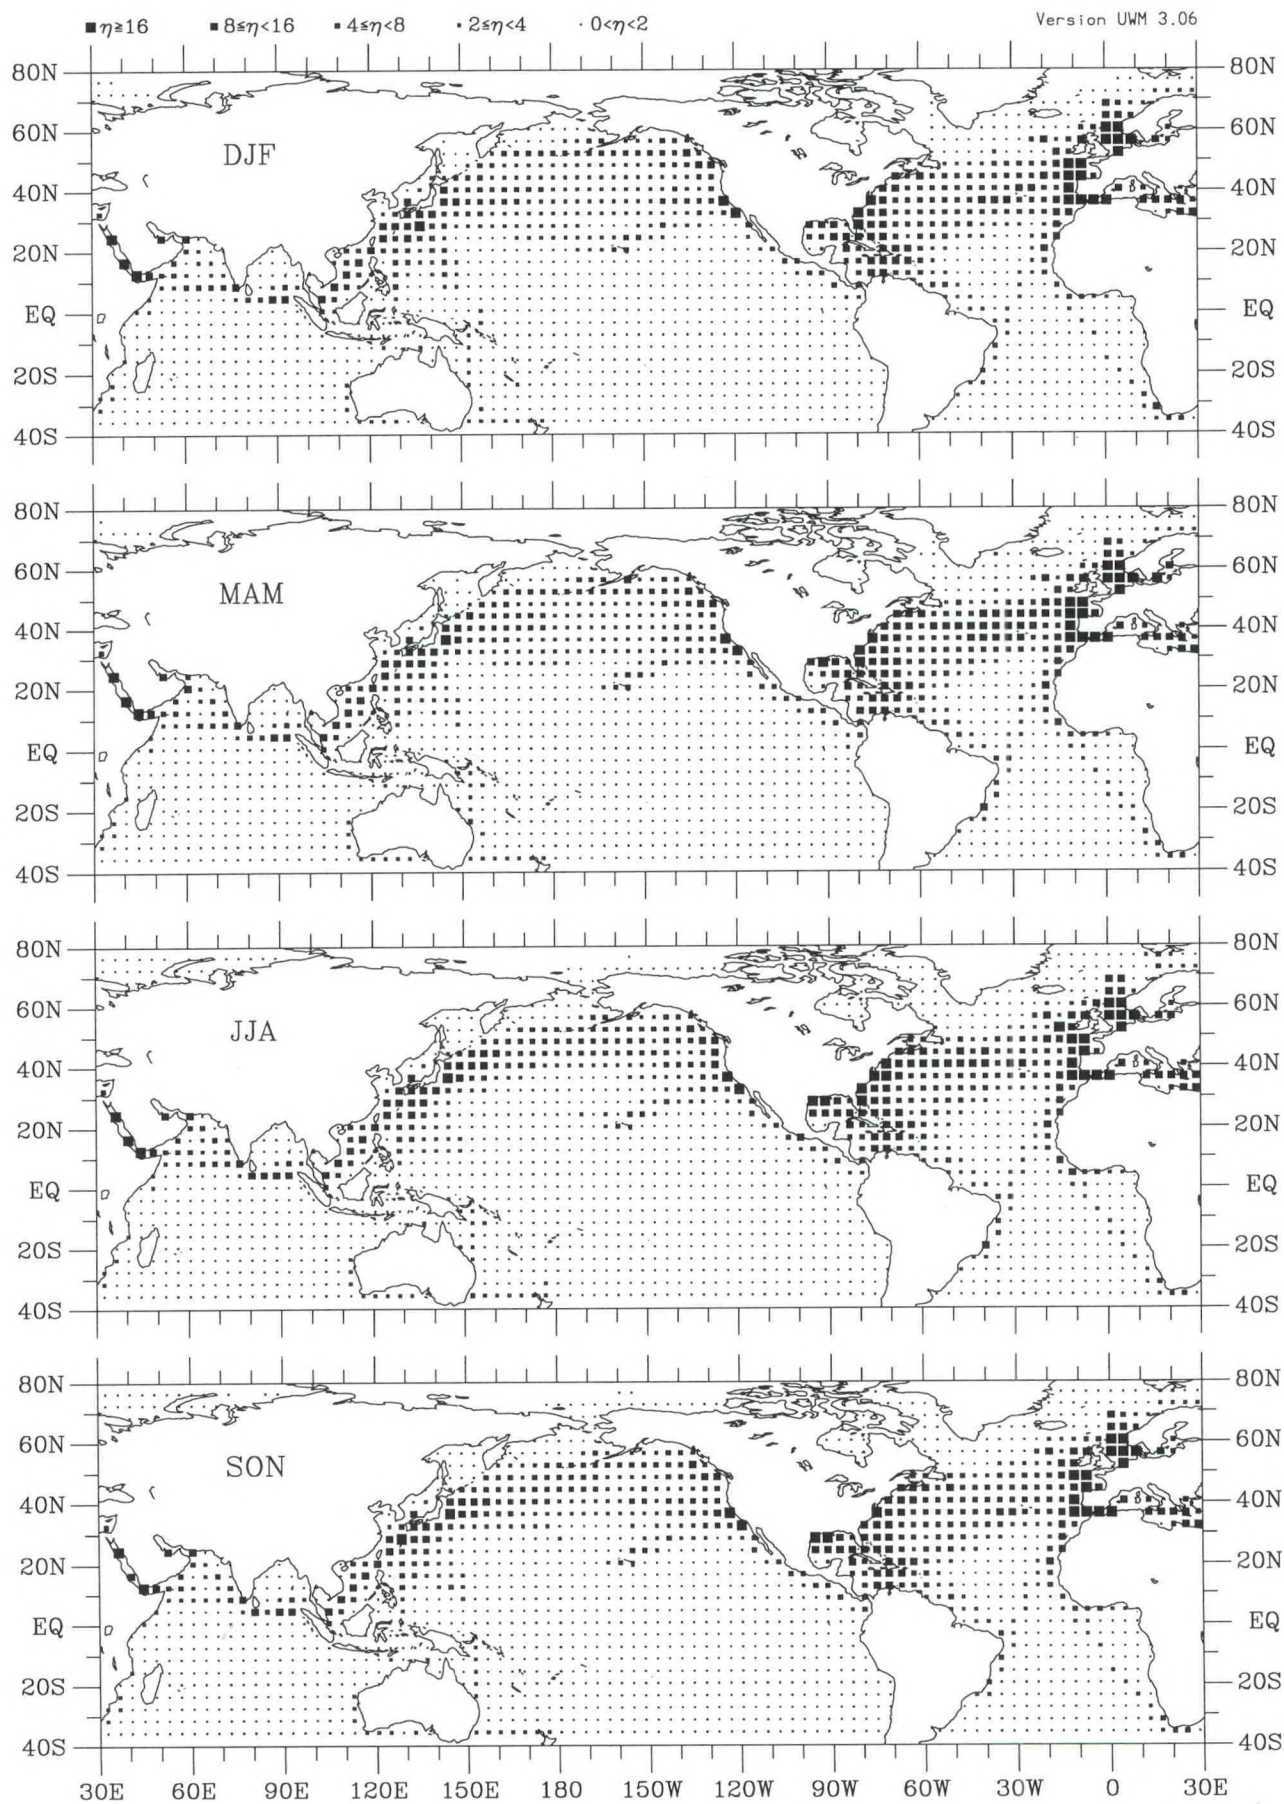 η≥16 8≤η<16 4≤η<8 2≤η<4 0<η<2 Version UWM 3.06
80N 80N
60N 60N
DJF
40N 40N
20N 20N
EQ EQ
20S 20S
40S 40S
80N 80N
60N 60N
MAM
40N 40N
20N 20N
EQ EQ
20S 20S
40S 40S
80N 80N
60N 60N
JJA
40N 40N
20N 20N
EQ EQ
20S 20S
40S 40S
80N 80N
60N 60N
SON
40N 40N
20N 20N
EQ EQ
20S 20S
40S 40S
30E 60E 90E 120E 150E 180 150W 120W 90W 60W 30W 0 30E